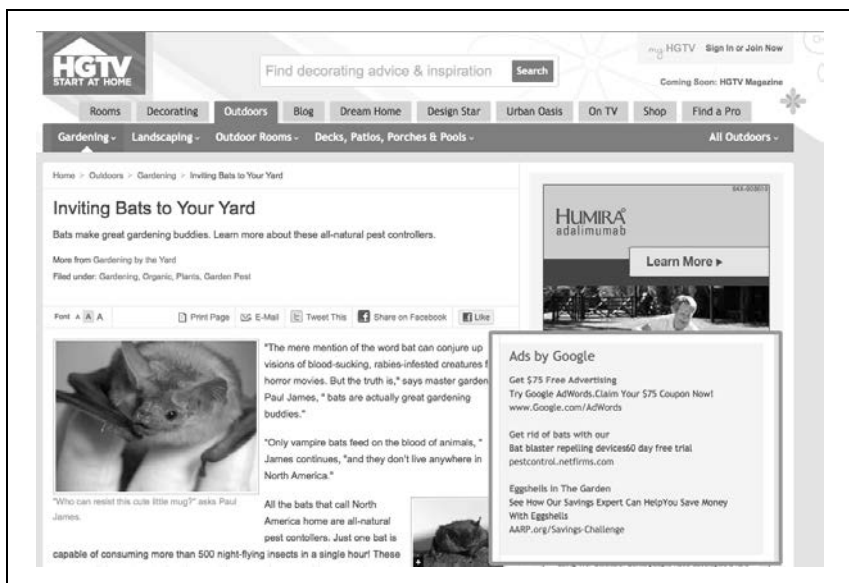 HGTV
START AT HOME
Find decorating advice & inspiration
Search
my HGTV Sign In or Join Now
Coming Soon: HGTV Magazine
Rooms Decorating Outdoors Blog Dream Home Design Star Urban Oasis On TV Shop Find a Pro
Gardening Landscaping Outdoor Rooms Decks, Patios, Porches & Pools All Outdoors
Home > Outdoors > Gardening > Inviting Bats to Your Yard
Inviting Bats to Your Yard
Bats make great gardening buddies. Learn more about these all-natural pest controllers.
More from Gardening by the Yard
Filed under: Gardening, Organic, Plants, Garden Pest
Font A A A Print Page E-Mail Tweet This Share on Facebook Like
"The mere mention of the word bat can conjure up
visions of blood-sucking, rabies-infested creatures f
horror movies. But the truth is," says master garden
Paul James, " bats are actually great gardening
buddies."
"Only vampire bats feed on the blood of animals, "
James continues, "and they don't live anywhere in
North America."
"Who can resist this cute little mug?" asks Paul
James.
All the bats that call North
America home are all-natural
pest contollers. Just one bat is
capable of consuming more than 500 night-flying insects in a single hour! These
HUMIRA
adalimumab
Learn More
Ads by Google
Get $75 Free Advertising
Try Google AdWords.Claim Your $75 Coupon Now!
www.Google.com/AdWords
Get rid of bats with our
Bat blaster repelling devices60 day free trial
pestcontrol.netfirms.com
Eggshells In The Garden
See How Our Savings Expert Can HelpYou Save Money
With Eggshells
AARP.org/Savings-Challenge